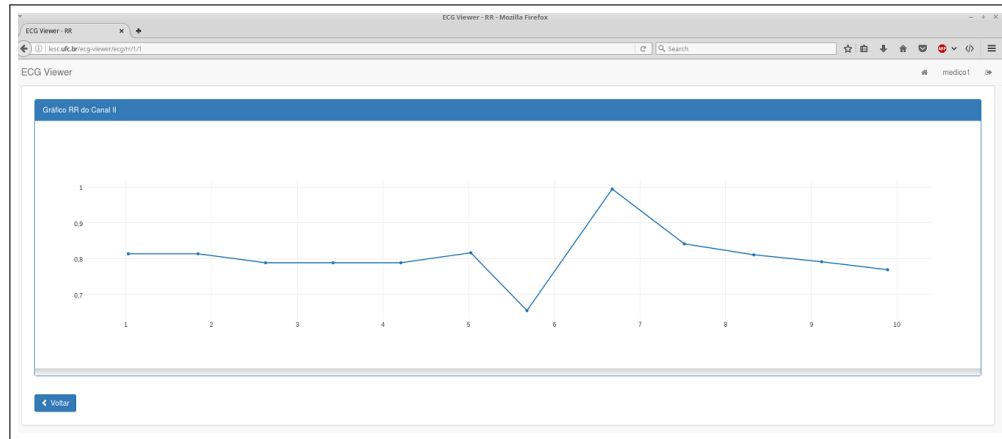 ECG Viewer - RR - Mozilla Firefox
ECG Viewer - RR
lesc.ufc.br/ecg-viewer/ecg/rr/1/1
Search
ECG Viewer
medico1
Gráfico RR do Canal II
1
0,9
0,8
0,7
1 2 3 4 5 6 7 8 9 10
Voltar